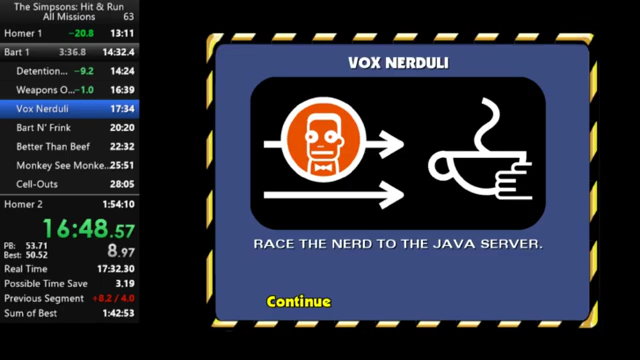 The Simpsons: Hit & Run
All Missions 63
Homer 1 −20.8 13:11
Bart 1 3:36.8 14:32.4
Detention... −9.2 14:24
Weapons O... −1.0 16:39
Vox Nerduli 17:34
Bart N' Frink 20:20
Better Than Beef 22:32
Monkey See Monke... 25:51
Cell-Outs 28:05
Homer 2 1:54:10
16:48.57
PB: 53.71
Best: 50.52 8.97
Real Time 17:32.30
Possible Time Save 3.19
Previous Segment +8.2 / 4.0
Sum of Best 1:42:53
VOX NERDULI
RACE THE NERD TO THE JAVA SERVER.
Continue